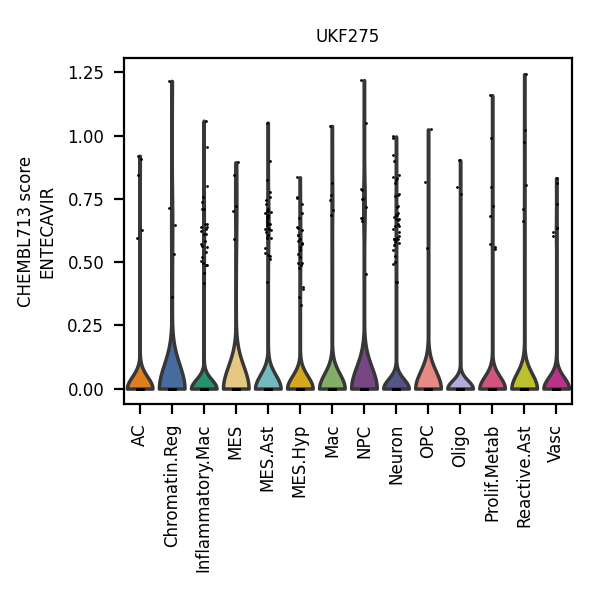 UKF275
CHEMBL713 score
ENTECAVIR
1.25
1.00
0.75
0.50
0.25
0.00
AC
Chromatin.Reg
Inflammatory.Mac
MES
MES.Ast
MES.Hyp
Mac
NPC
Neuron
OPC
Oligo
Prolif.Metab
Reactive.Ast
Vasc